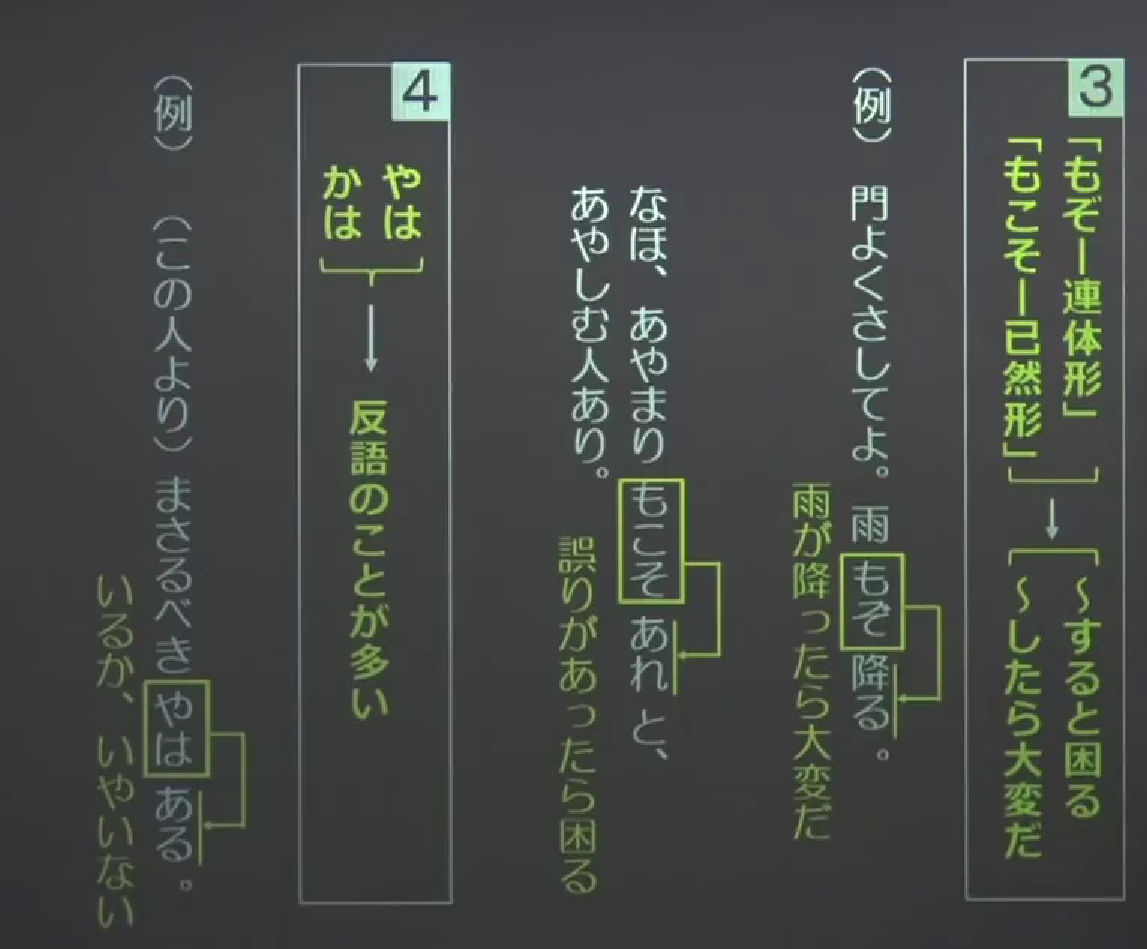 3
「もぞー連体形」
「もこそー已然形」
～すると困る
～したら大変だ
（例）　門よくさしてよ。雨もぞ降る。
雨が降ったら大変だ
なほ、あやまりもこそあれと、
あやしむ人あり。
誤りがあったら困る
4
やは
かは
反語のことが多い
（例）　（この人より）まさるべきやはある。
いるか、いやいない